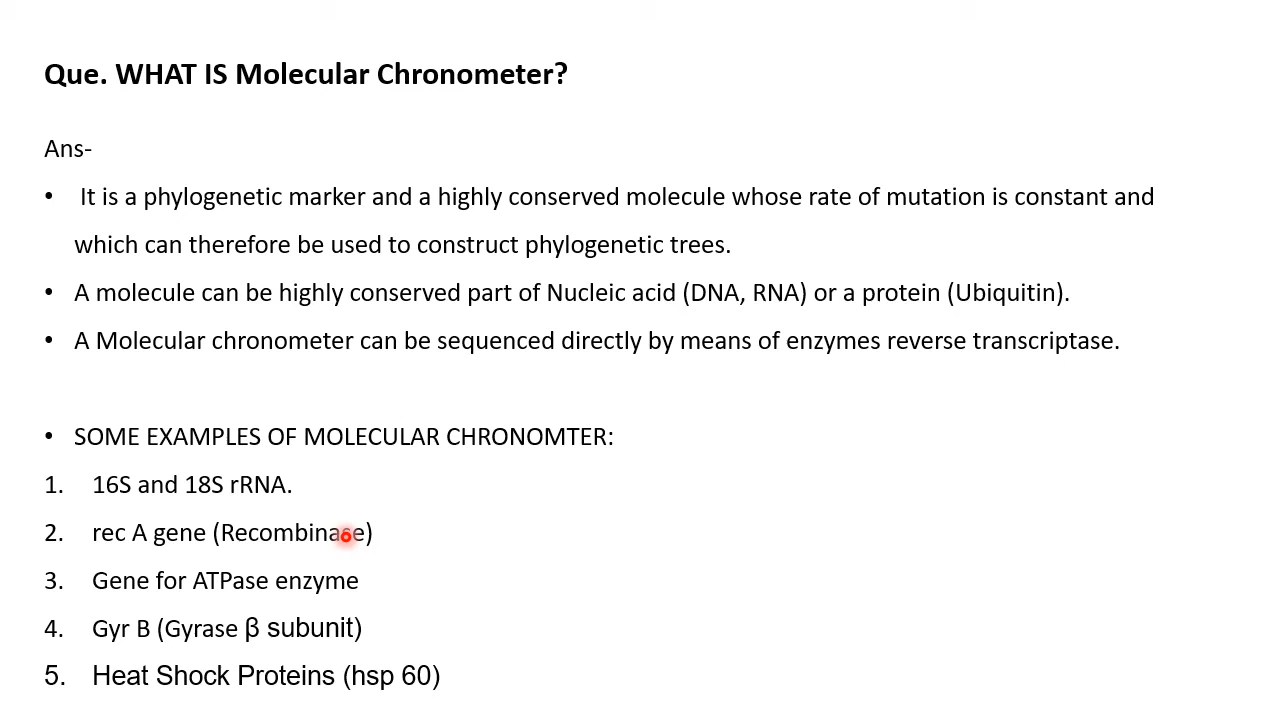 Que. WHAT IS Molecular Chronometer?
Ans-
• It is a phylogenetic marker and a highly conserved molecule whose rate of mutation is constant and
which can therefore be used to construct phylogenetic trees.
• A molecule can be highly conserved part of Nucleic acid (DNA, RNA) or a protein (Ubiquitin).
• A Molecular chronometer can be sequenced directly by means of enzymes reverse transcriptase.
• SOME EXAMPLES OF MOLECULAR CHRONOMTER:
1. 16S and 18S rRNA.
2. rec A gene (Recombinase)
3. Gene for ATPase enzyme
4. Gyr B (Gyrase β subunit)
5. Heat Shock Proteins (hsp 60)